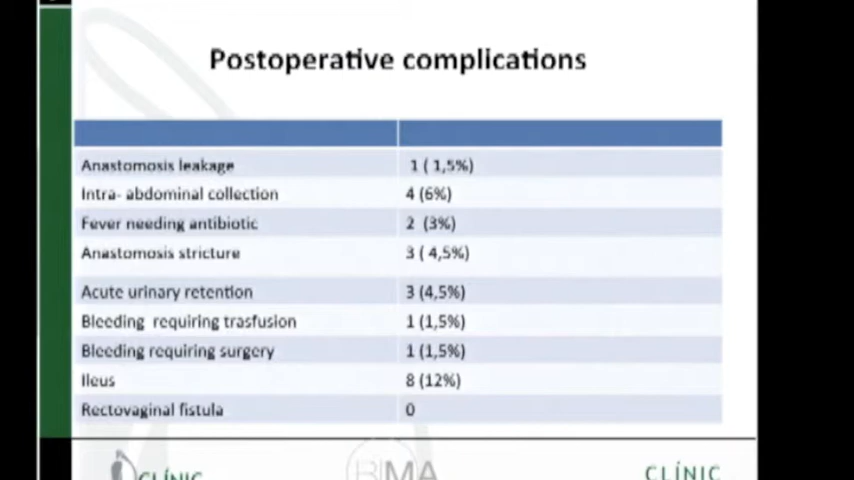 Postoperative complications
Anastomosis leakage 1 ( 1,5%)
Intra- abdominal collection 4 (6%)
Fever needing antibiotic 2 (3%)
Anastomosis stricture 3 ( 4,5%)
Acute urinary retention 3 (4,5%)
Bleeding requiring trasfusion 1 (1,5%)
Bleeding requiring surgery 1 (1,5%)
Ileus 8 (12%)
Rectovaginal fistula 0
CLÍNIC BIMA CLÍNIC